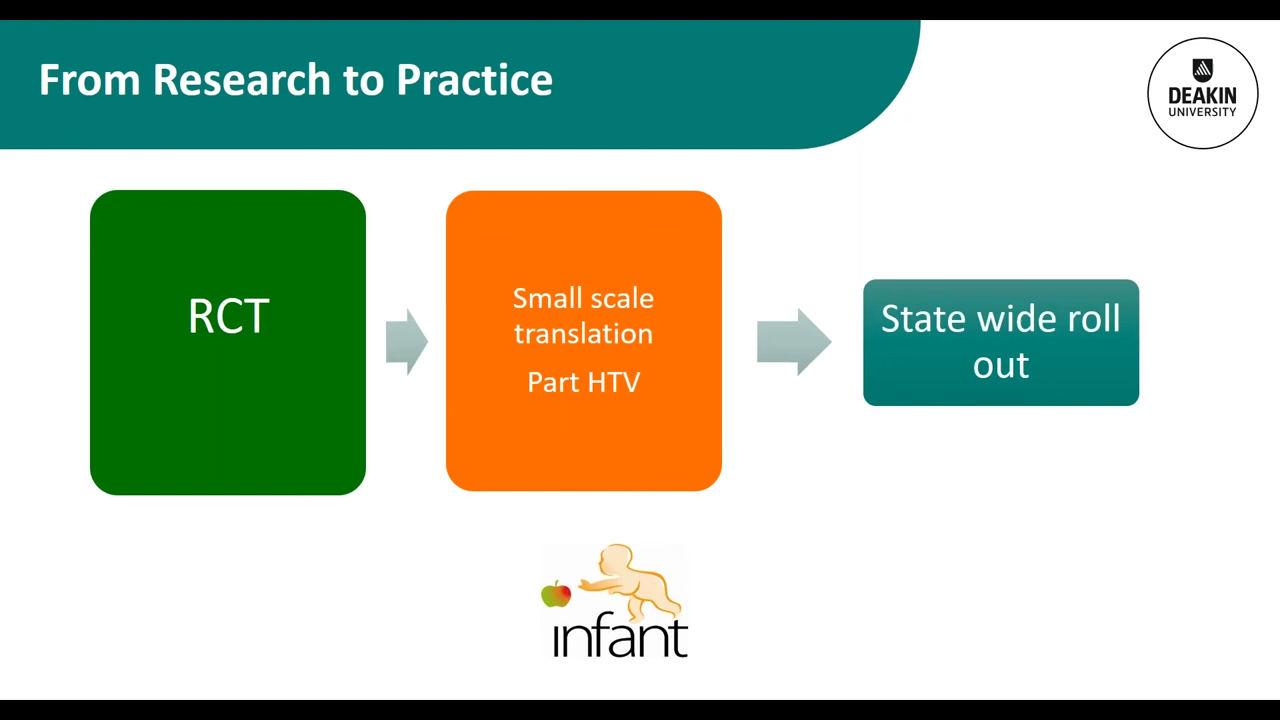 From Research to Practice
DEAKIN
UNIVERSITY
RCT
Small scale
translation
Part HTV
State wide roll
out
infant